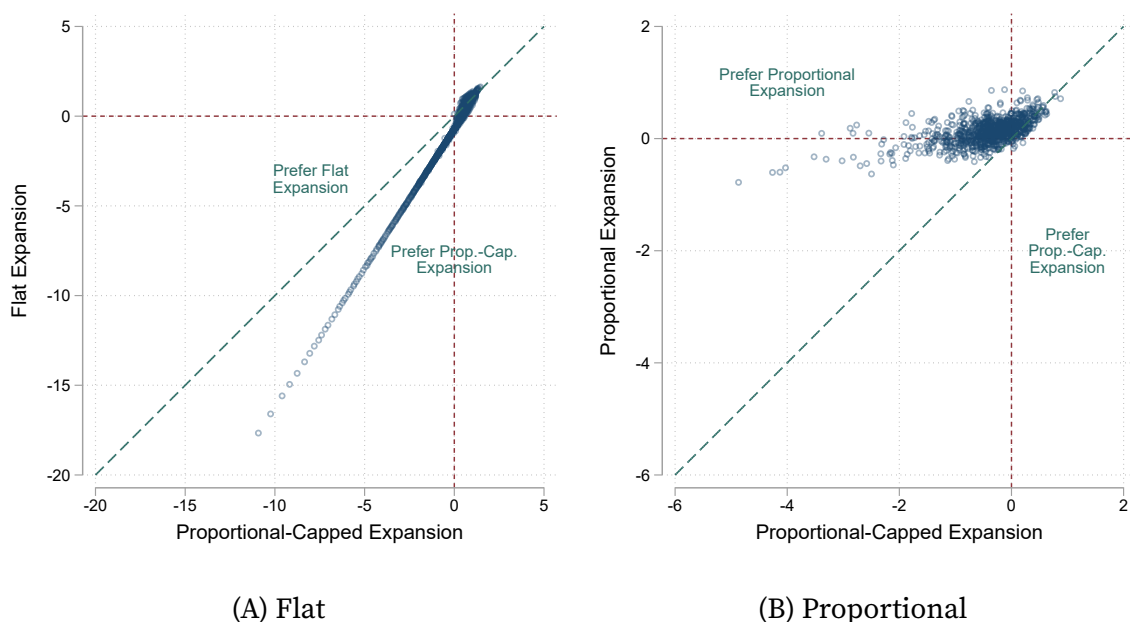 5
0
-5
-10
-15
-20
Flat Expansion
Prefer Flat
Expansion
Prefer Prop.-Cap.
Expansion
-20
-15
-10
-5
0
5
Proportional-Capped Expansion
(A) Flat
2
0
-2
-4
-6
Proportional Expansion
Prefer Proportional
Expansion
Prefer
Prop.-Cap.
Expansion
-6
-4
-2
0
2
Proportional-Capped Expansion
(B) Proportional